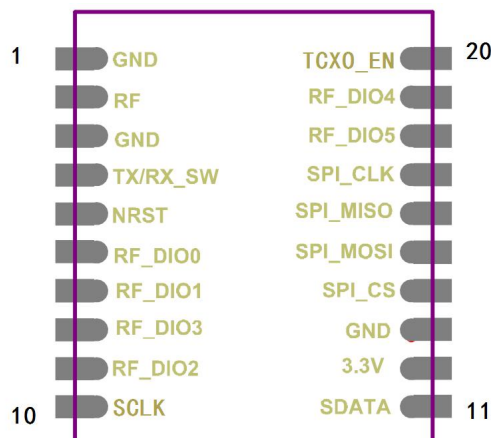 1 GND TCXO_EN 20
RF RF_DIO4
GND RF_DIO5
TX/RX_SW SPI_CLK
NRST SPI_MISO
RF_DIO0 SPI_MOSI
RF_DIO1 SPI_CS
RF_DIO3 GND
RF_DIO2 3.3V
10 SCLK SDATA 11